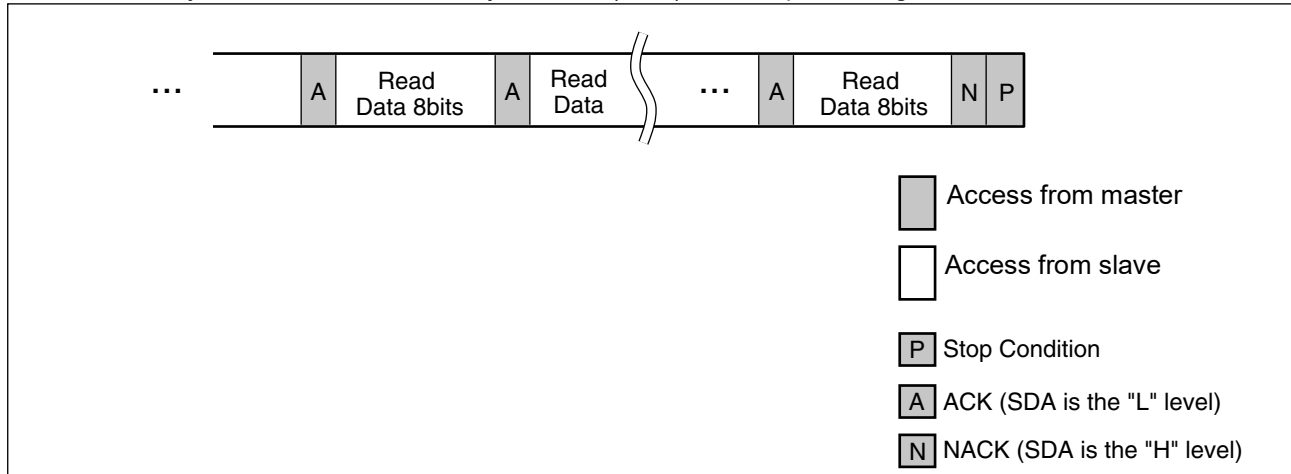 ... A Read Data 8bits A Read Data ... A Read Data 8bits N P
Access from master
Access from slave
P Stop Condition
A ACK (SDA is the "L" level)
N NACK (SDA is the "H" level)